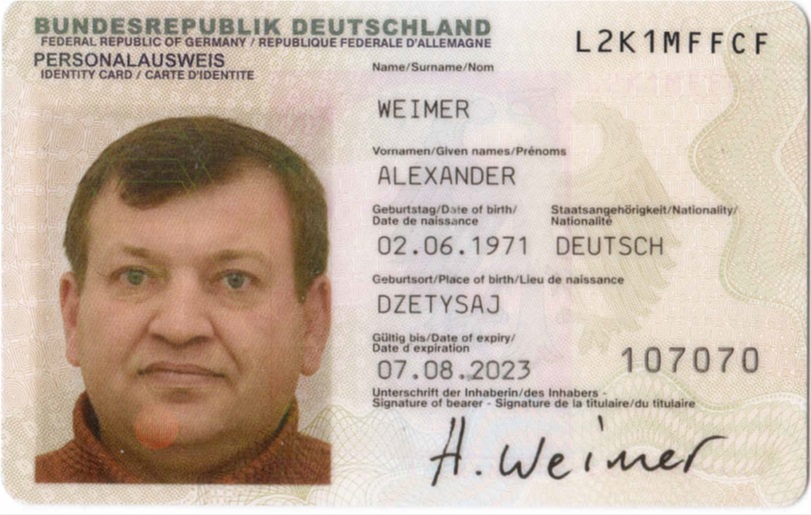 BUNDESREPUBLIK DEUTSCHLAND
FEDERAL REPUBLIC OF GERMANY / REPUBLIQUE FEDERALE D'ALLEMAGNE
PERSONALAUSWEIS
IDENTITY CARD / CARTE D'IDENTITE
L2K1MFFCF
Name/Surname/Nom
WEIMER
Vornamen/Given names/Prénoms
ALEXANDER
Geburtstag/Date of birth/ Staatsangehörigkeit/Nationality/
Date de naissance Nationalité
02.06.1971 DEUTSCH
Geburtsort/Place of birth/Lieu de naissance
DZETYSAJ
Gültig bis/Date of expiry/
Date d expiration
07.08.2023 107070
Unterschrift der Inhaberin/des Inhabers -
Signature of bearer - Signature de la titulaire/du titulaire
A. Weimer